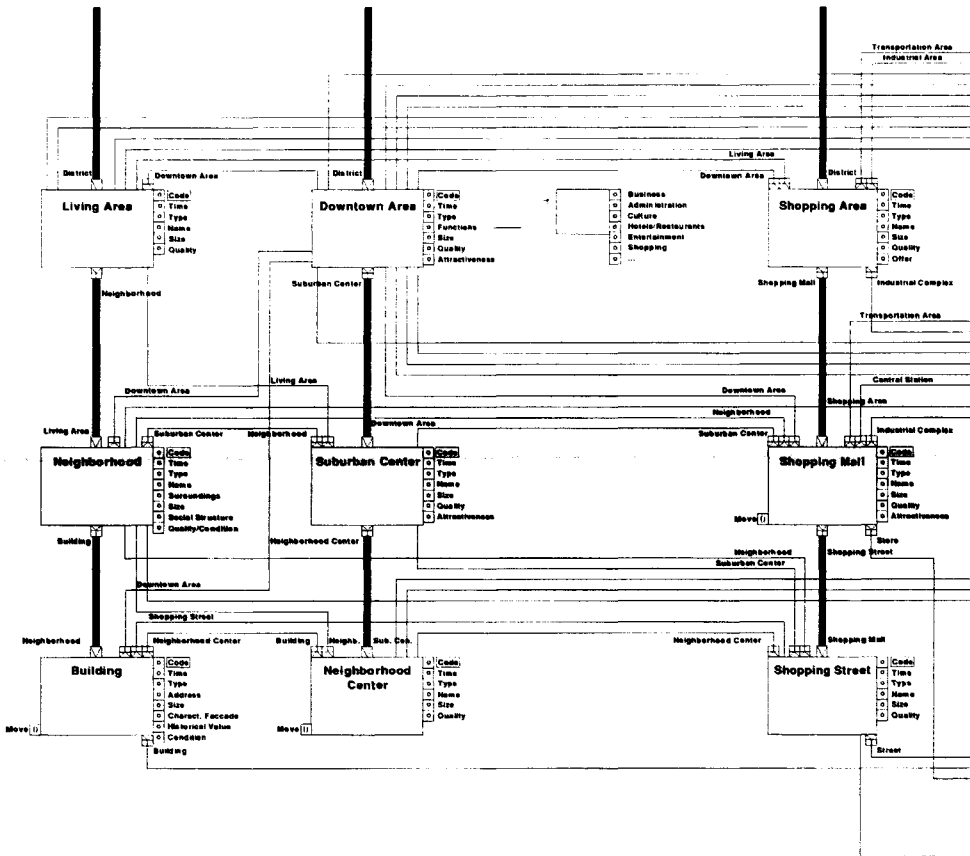 Transportation Area
Industrial Area
Living Area
District
Downtown Area
District
Downtown Area
District
Living Area
Code
Time
Type
Name
Size
Quality
Downtown Area
Code
Time
Type
Functions
Size
Quality
Attractiveness
Business
Administration
Culture
Hotels/Restaurants
Entertainment
Shopping
...
Shopping Area
Code
Time
Type
Name
Size
Quality
Offer
Neighborhood
Suburban Center
Shopping Mall
Industrial Complex
Transportation Area
Living Area
Central Station
Downtown Area
Downtown Area
Shopping Area
Neighborhood
Living Area
Suburban Center
Neighborhood
Downtown Area
Suburban Center
Industrial Complex
Neighborhood
Code
Time
Type
Name
Suroundings
Size
Social Structure
Quality/Condition
Suburban Center
Code
Time
Type
Name
Size
Quality
Attractiveness
Shopping Mall
Code
Time
Type
Name
Size
Quality
Attractiveness
Move
Building
Neighborhood Center
Store
Shopping Street
Neighborhood
Suburban Center
Downtown Area
Shopping Street
Neighborhood
Neighborhood Center
Building
Neighb.
Sub. Cen.
Neighborhood Center
Shopping Mall
Building
Code
Time
Type
Address
Size
Charact. Faccade
Historical Value
Condition
Move
Neighborhood
Center
Code
Time
Type
Name
Size
Quality
Move
Shopping Street
Code
Time
Type
Name
Size
Quality
Building
Street